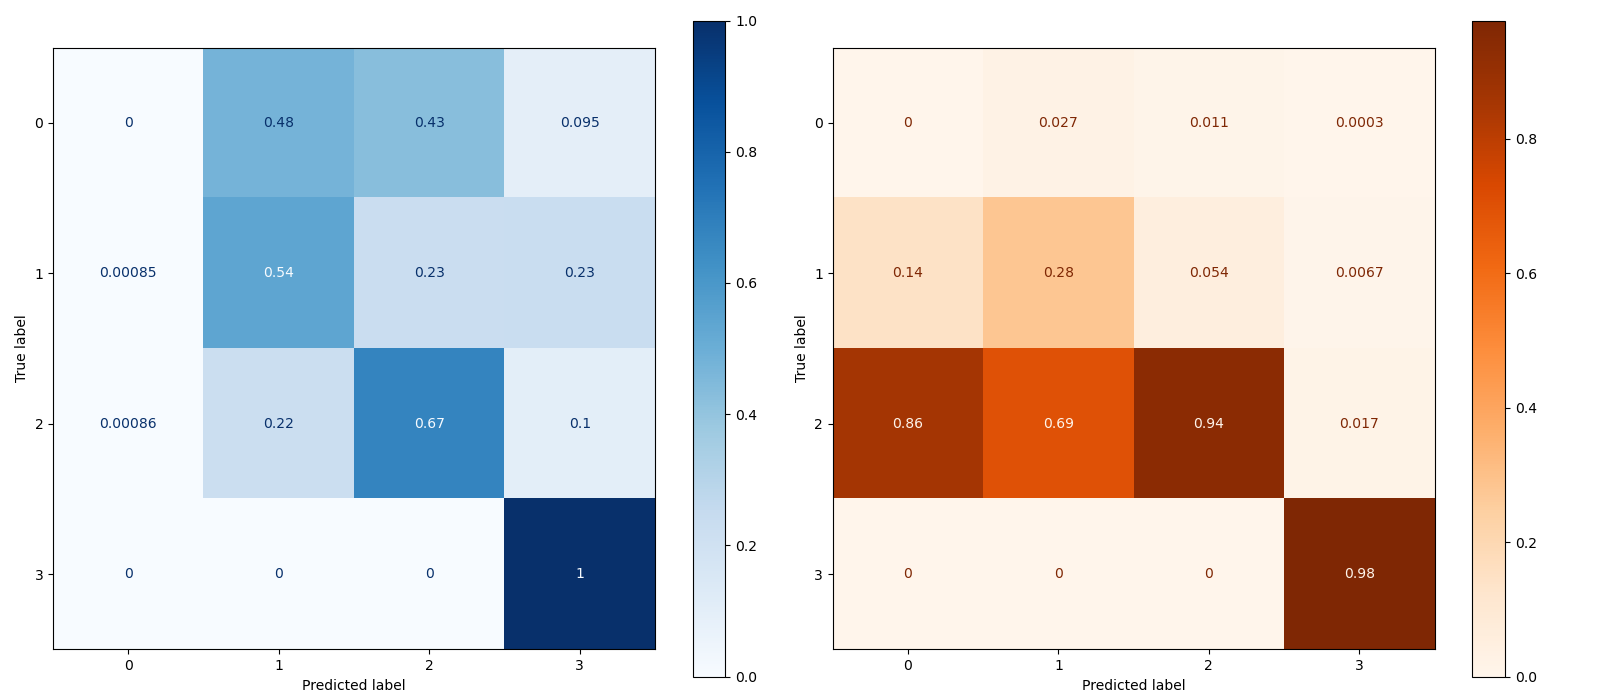 1.0
0 0 0.48 0.43 0.095
0.8
1 0.00085 0.54 0.23 0.23
0.6
True label
0.4
2 0.00086 0.22 0.67 0.1
0.2
3 0 0 0 1
0 1 2 3
0.0
Predicted label
0 0 0.027 0.011 0.0003
0.8
1 0.14 0.28 0.054 0.0067
0.6
True label
0.4
2 0.86 0.69 0.94 0.017
0.2
3 0 0 0 0.98
0 1 2 3
0.0
Predicted label